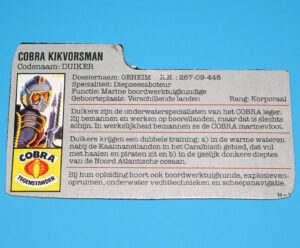 COBRA KIKVORSMAN
Codenaam: DUIKER
Dossiernaam: GEHEIM R.N.: 267-09-448
Specialiteit: Diepzeesaboteur
Functie: Marine boordwerktuigkundige
Geboorteplaats: Verschillende landen Rang: Korporaal
Duikers zijn de onderwaterspecialisten van het COBRA leger.
Zij bemannen en werken op booreilanden, maar dat is slechts
schijn. In werkelijkheid bemannen ze de COBRA marinevloot.
Duikers krijgen een dubbele training: a) in de warme wateren
nabij de Kaaimaneilanden in het Caraïbisch gebied, dat vol
met haaien en piraten zit en b) in de ijselijk donkere dieptes
van de Noord Atlantische oceaan.
Bij hun opleiding hoort ook boordwerktuigkunde, explosieven-
opruimen, onderwater vechttechnieken en scheepsnavigatie.
COBRA
TEGENSTANDER